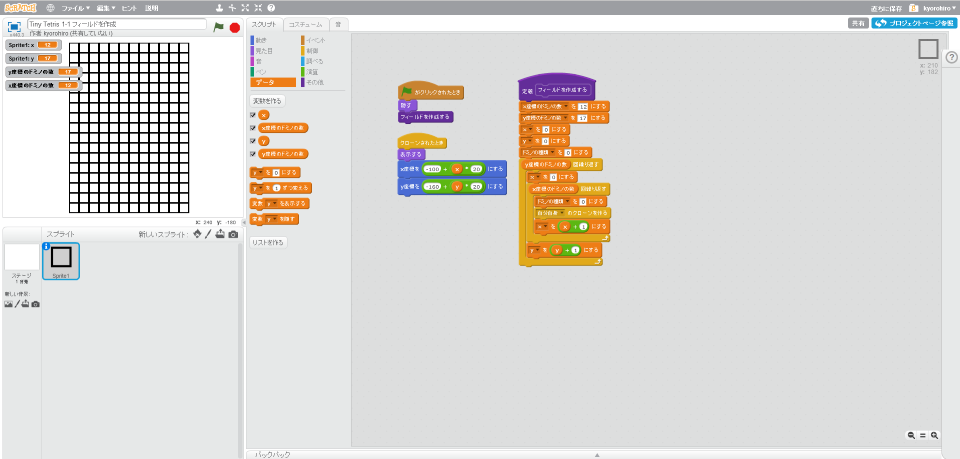 SCRATCH ファイル▼ 編集▼ ヒント 説明 直ちに保存 kyorohiro▼
Tiny Tetris 1-1 フィールドを作成
作者 kyorohiro (共有していない)
スクリプト コスチューム 音
共有 プロジェクトページ参照
Sprite1: x 12
Sprite1: y 17
y座標のドミノの数 17
x座標のドミノの数 12
動き イベント
見た目 制御
音 調べる
ペン 演算
データ その他
変数を作る
x
x座標のドミノの数
y
y座標のドミノの数
y を 0 にする
y を 1 ずつ変える
変数 y を表示する
変数 y を隠す
リストを作る
がクリックされたとき
隠す
フィールドを作成する
クローンされたとき
表示する
x座標を -100 + x * 20 にする
y座標を -160 + y * 20 にする
定義 フィールドを作成する
x座標のドミノの数 を 12 にする
y座標のドミノの数 を 17 にする
x を 0 にする
y を 0 にする
ドミノの種類 を 0 にする
y座標のドミノの数 回繰り返す
x を 0 にする
x座標のドミノの数 回繰り返す
ドミノの種類 を 0 にする
自分自身 のクローンを作る
x を x + 1 にする
y を y + 1 にする
x: 240 y: -180
スプライト 新しいスプライト:
ステージ
Sprite1
バックパック